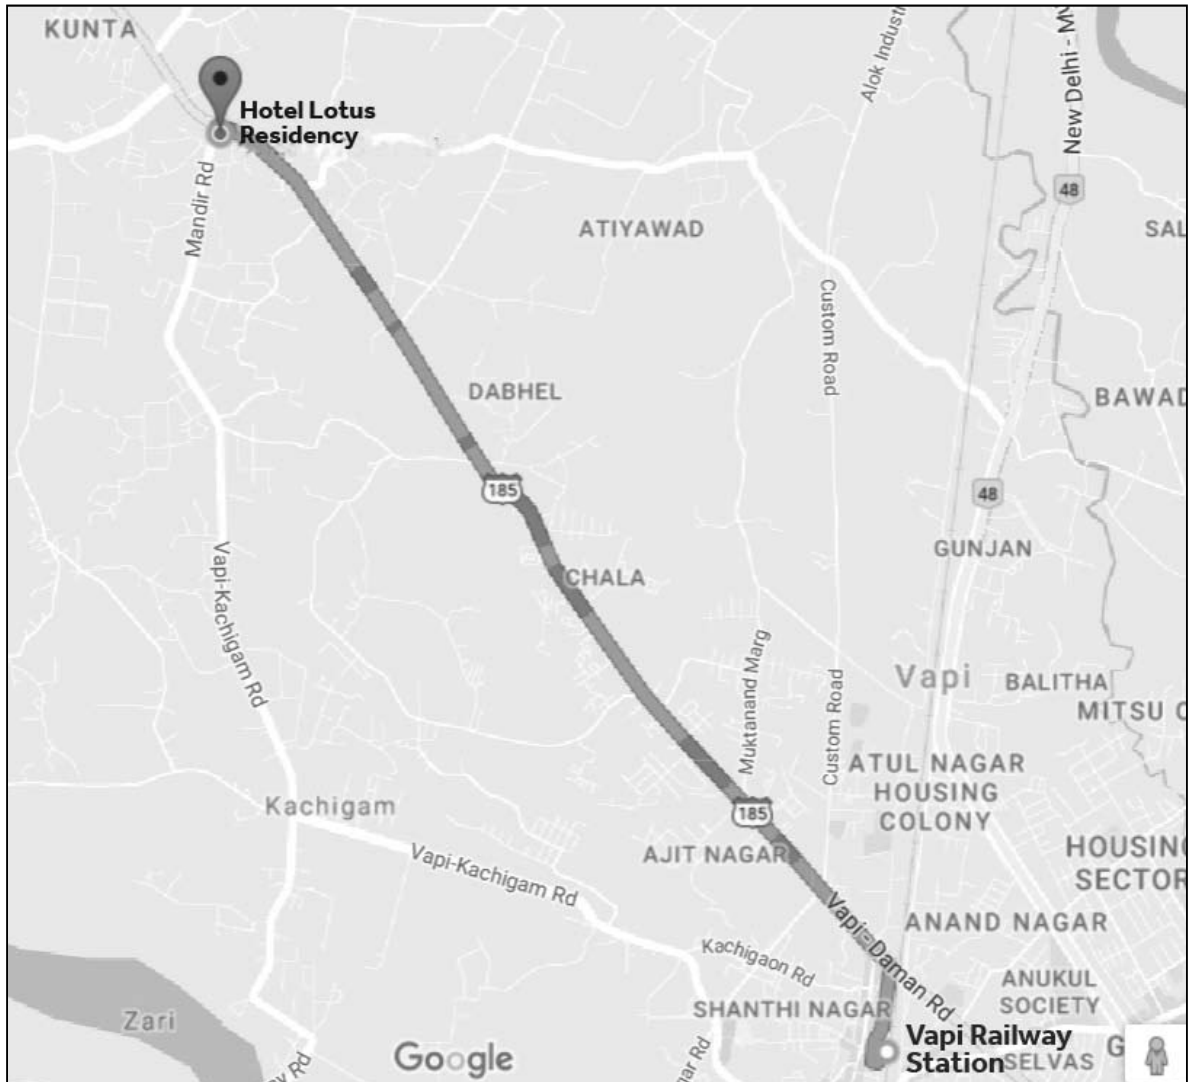 KUNTA
Hotel Lotus
Residency
Mandir Rd
Alok Indust
New Delhi - M
48
ATIYAWAD
SAL
Custom Road
DABHEL
BAWAD
185
48
GUNJAN
CHALA
Vapi-Kachigam Rd
Muktanand Marg
Custom Road
Vapi
BALITHA
MITSU C
ATUL NAGAR
HOUSING
COLONY
Kachigam
185
AJIT NAGAR
HOUSING
SECTOR
Vapi-Kachigam Rd
Vapi - Daman Rd
ANAND NAGAR
Kachigaon Rd
ANUKUL
SOCIETY
SHANTHI NAGAR
Zari
Google
Vapi Railway
Station
SELVAS
G